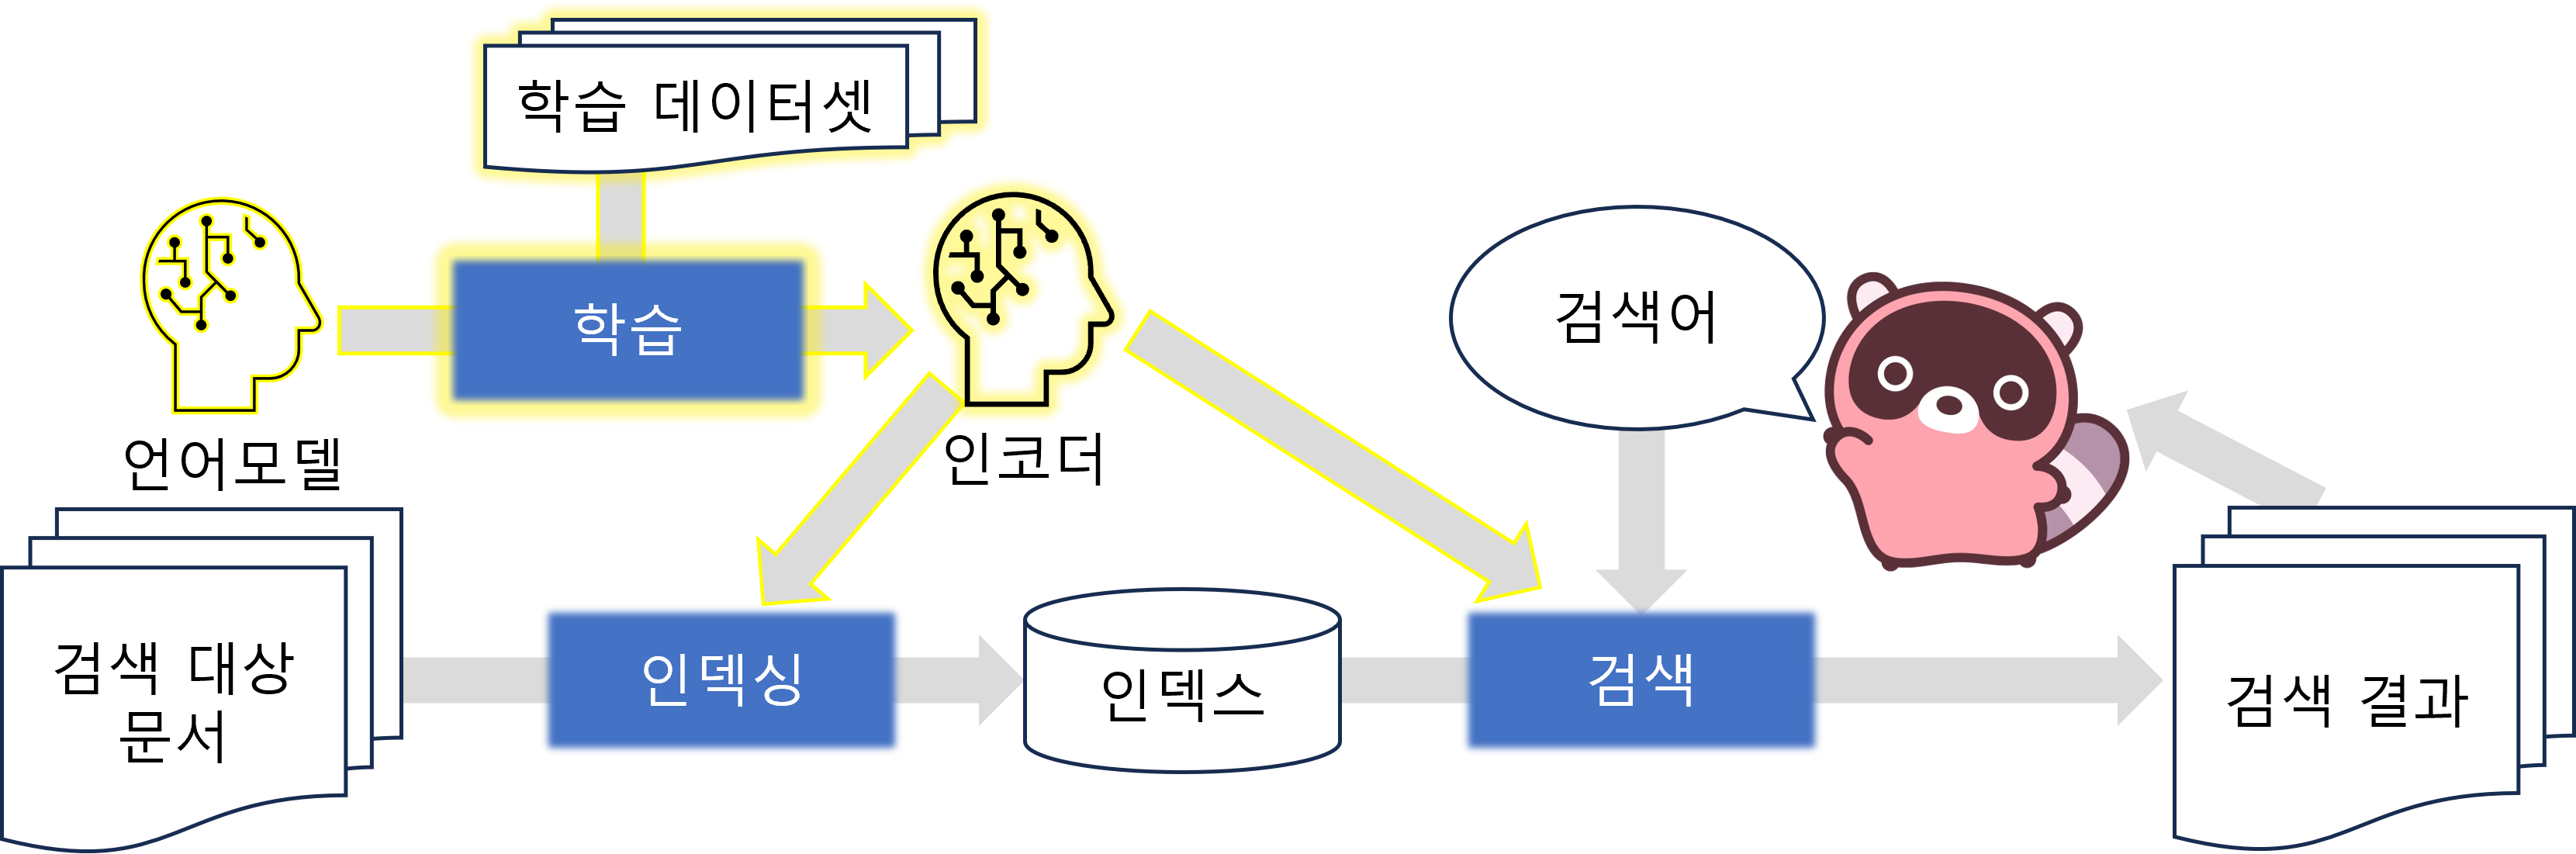 학습 데이터셋
학습
검색어
언어모델
인코더
검색 대상
문서
인덱싱
인덱스
검색
검색 결과